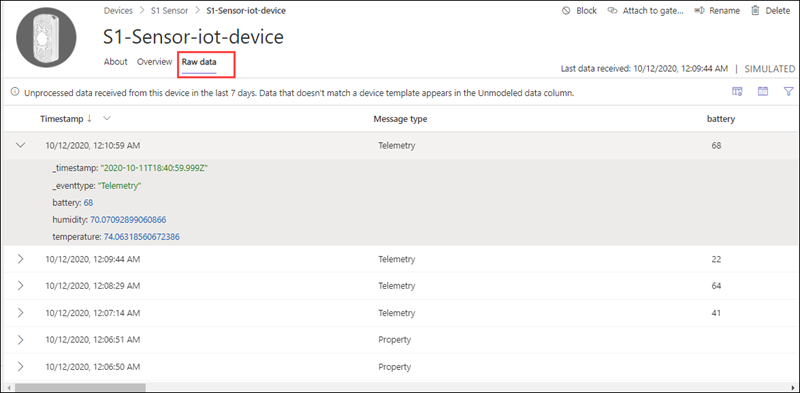 Devices > S1 Sensor > S1-Sensor-iot-device
Block Attach to gate... Rename Delete
S1-Sensor-iot-device
About Overview Raw data
Last data received: 10/12/2020, 12:09:44 AM | SIMULATED
Unprocessed data received from this device in the last 7 days. Data that doesn't match a device template appears in the Unmodeled data column.
Timestamp ↓ Message type battery
10/12/2020, 12:10:59 AM Telemetry 68
_timestamp: "2020-10-11T18:40:59.999Z"
_eventtype: "Telemetry"
battery: 68
humidity: 70.07092899060866
temperature: 74.06318560672386
10/12/2020, 12:09:44 AM Telemetry 22
10/12/2020, 12:08:29 AM Telemetry 64
10/12/2020, 12:07:14 AM Telemetry 41
10/12/2020, 12:06:51 AM Property
10/12/2020, 12:06:50 AM Property